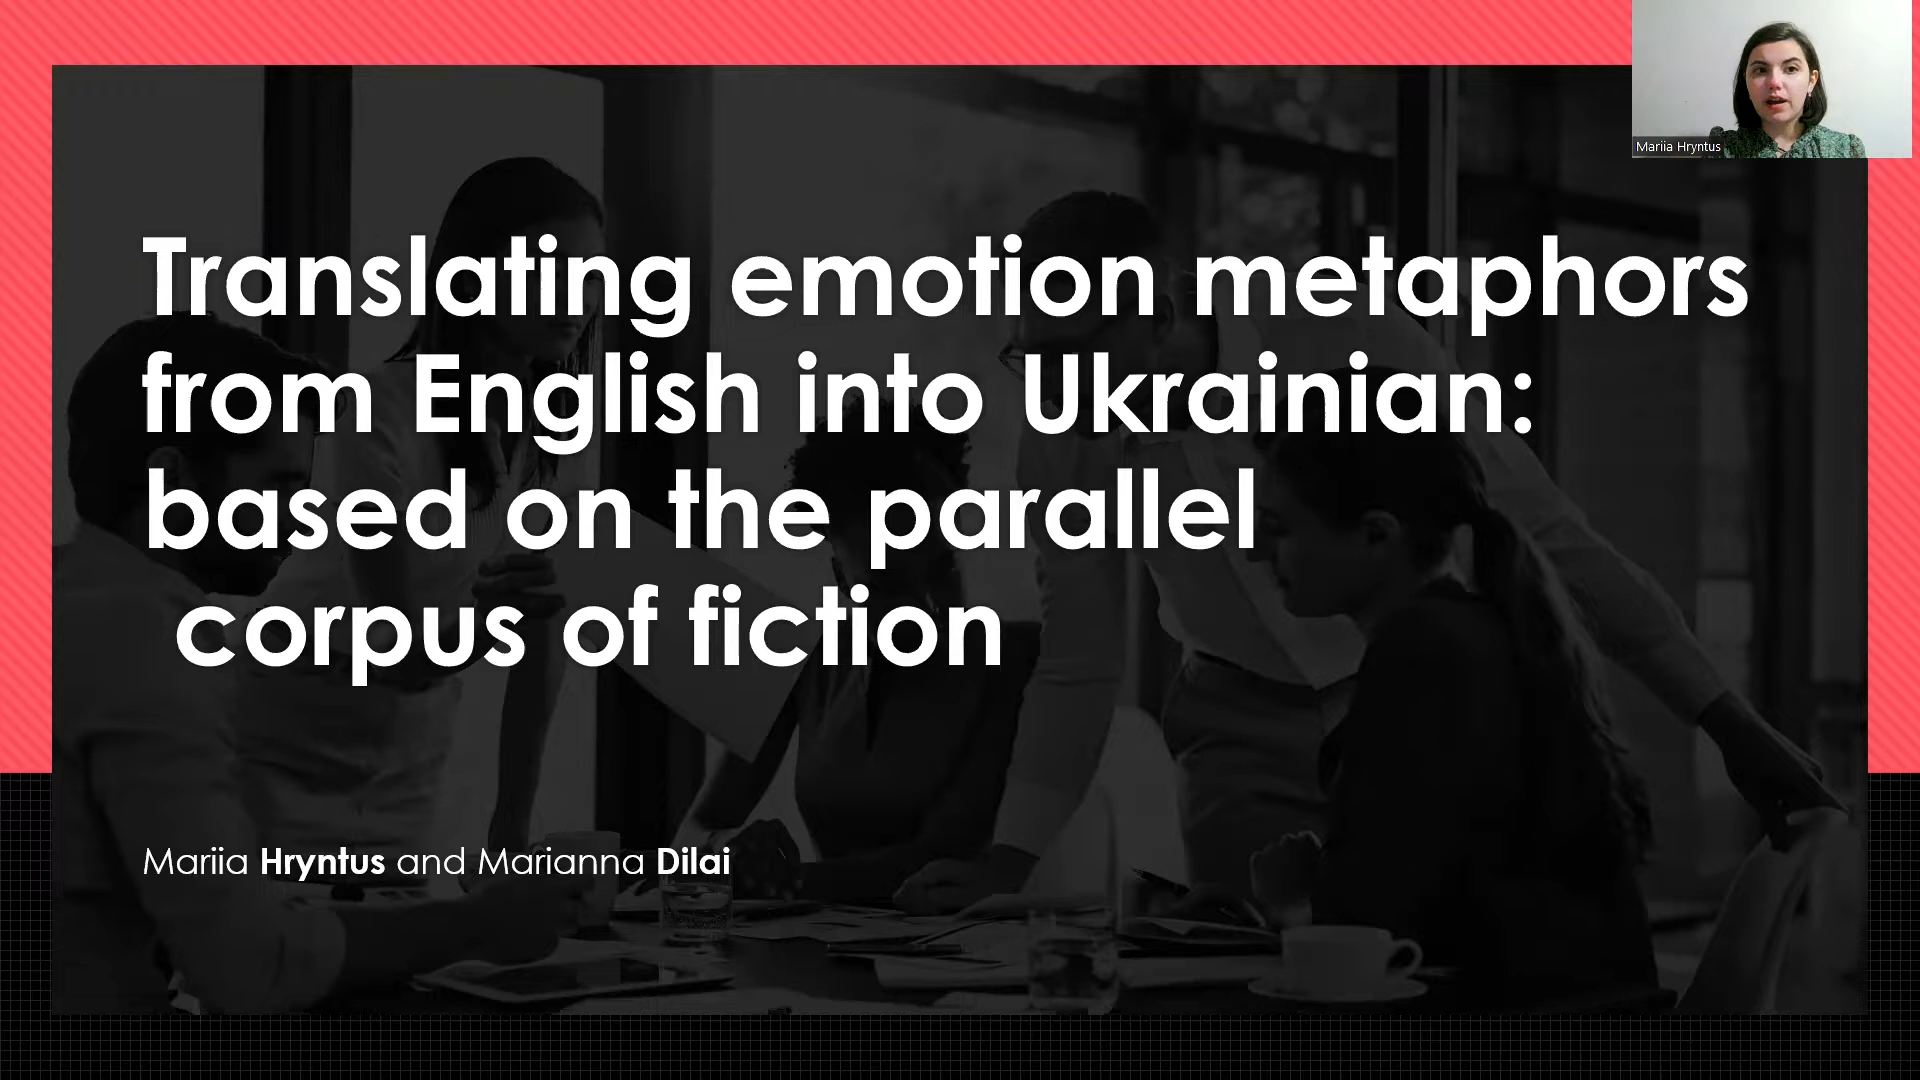 Mariia Hryntus
Translating emotion metaphors
from English into Ukrainian:
based on the parallel
corpus of fiction
Mariia Hryntus and Marianna Dilai